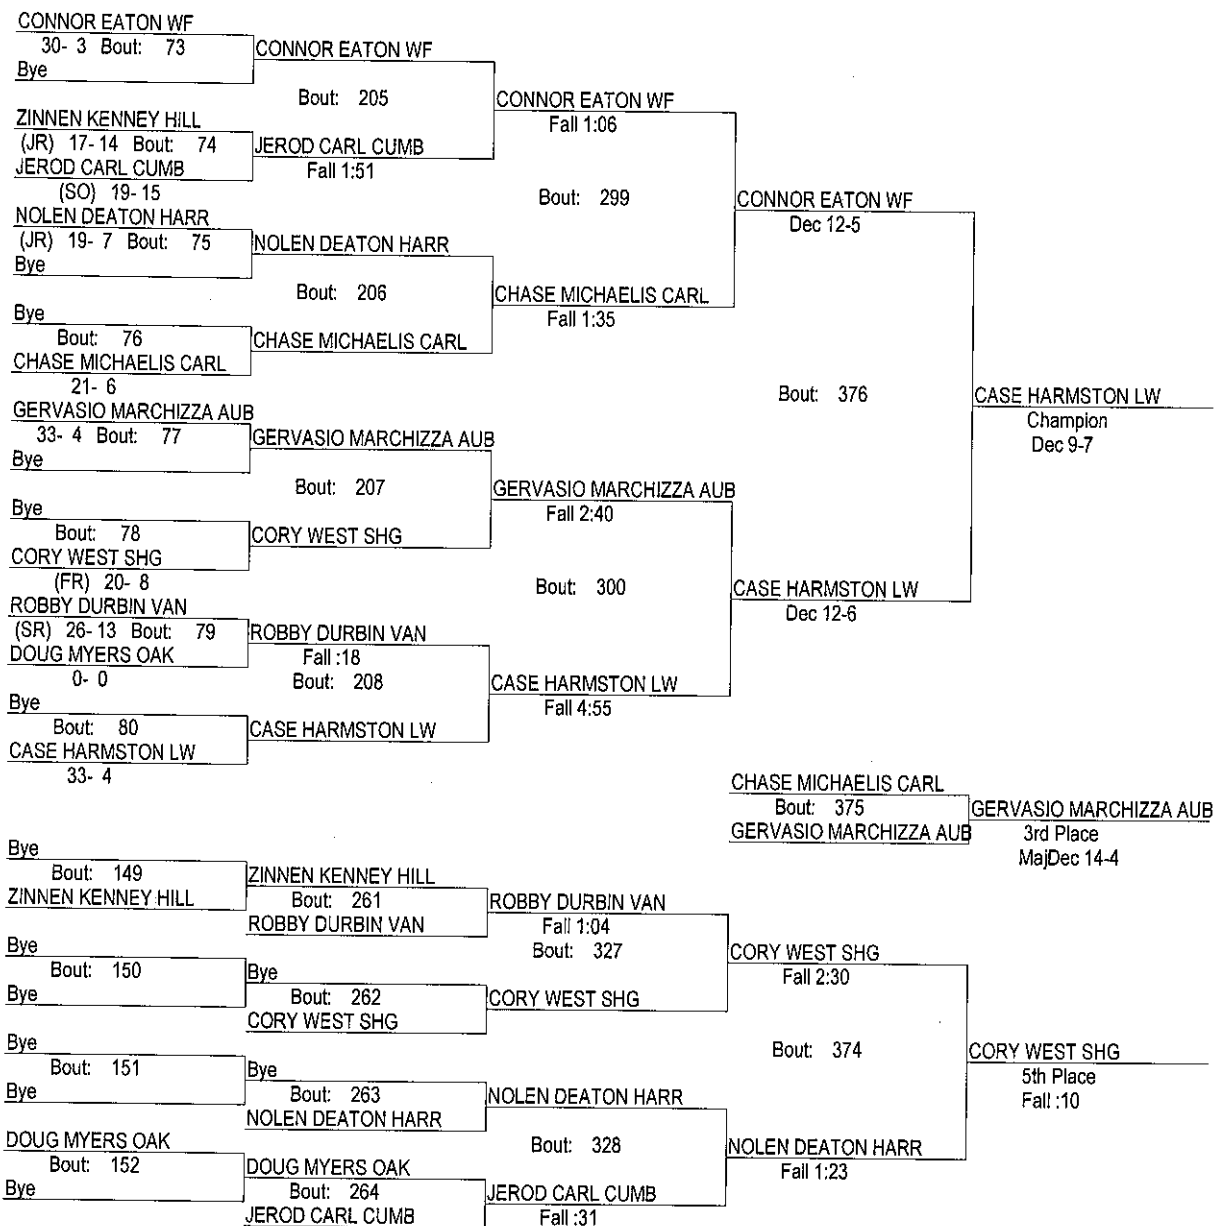 CONNOR EATON WF
30- 3 Bout: 73
Bye
CONNOR EATON WF
Bout: 205
ZINNEN KENNEY HILL
(JR) 17- 14 Bout: 74
JEROD CARL CUMB
(SO) 19- 15
JEROD CARL CUMB
Fall 1:51
CONNOR EATON WF
Fall 1:06
Bout: 299
NOLEN DEATON HARR
(JR) 19- 7 Bout: 75
Bye
NOLEN DEATON HARR
Bout: 206
Bye
Bout: 76
CHASE MICHAELIS CARL
21- 6
CHASE MICHAELIS CARL
CHASE MICHAELIS CARL
Fall 1:35
CONNOR EATON WF
Dec 12-5
Bout: 376
GERVASIO MARCHIZZA AUB
33- 4 Bout: 77
Bye
GERVASIO MARCHIZZA AUB
Bout: 207
Bye
Bout: 78
CORY WEST SHG
(FR) 20- 8
CORY WEST SHG
GERVASIO MARCHIZZA AUB
Fall 2:40
Bout: 300
ROBBY DURBIN VAN
(SR) 26- 13 Bout: 79
DOUG MYERS OAK
0- 0
ROBBY DURBIN VAN
Fall :18
Bout: 208
Bye
Bout: 80
CASE HARMSTON LW
33- 4
CASE HARMSTON LW
CASE HARMSTON LW
Fall 4:55
CASE HARMSTON LW
Dec 12-6
CASE HARMSTON LW
Champion
Dec 9-7
CHASE MICHAELIS CARL
Bout: 375
GERVASIO MARCHIZZA AUB
GERVASIO MARCHIZZA AUB
3rd Place
MajDec 14-4
Bye
Bout: 149
ZINNEN KENNEY HILL
ZINNEN KENNEY HILL
Bout: 261
ROBBY DURBIN VAN
ROBBY DURBIN VAN
Fall 1:04
Bout: 327
Bye
Bout: 150
Bye
Bye
Bout: 262
CORY WEST SHG
CORY WEST SHG
CORY WEST SHG
Fall 2:30
Bout: 374
Bye
Bout: 151
Bye
Bye
Bout: 263
NOLEN DEATON HARR
NOLEN DEATON HARR
Bout: 328
DOUG MYERS OAK
Bout: 152
Bye
DOUG MYERS OAK
Bout: 264
JEROD CARL CUMB
JEROD CARL CUMB
Fall :31
NOLEN DEATON HARR
Fall 1:23
CORY WEST SHG
5th Place
Fall :10